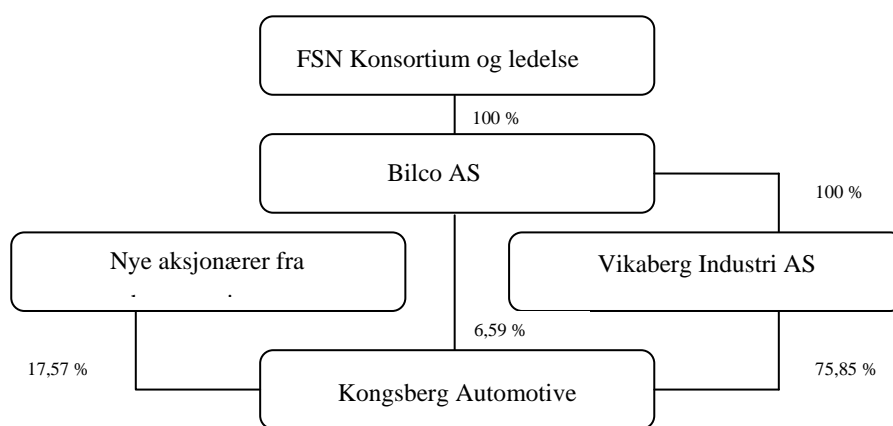 FSN Konsortium og ledelse
100 %
Bilco AS
100 %
Nye aksjonærer fra
Vikaberg Industri AS
6,59 %
17,57 %
75,85 %
Kongsberg Automotive